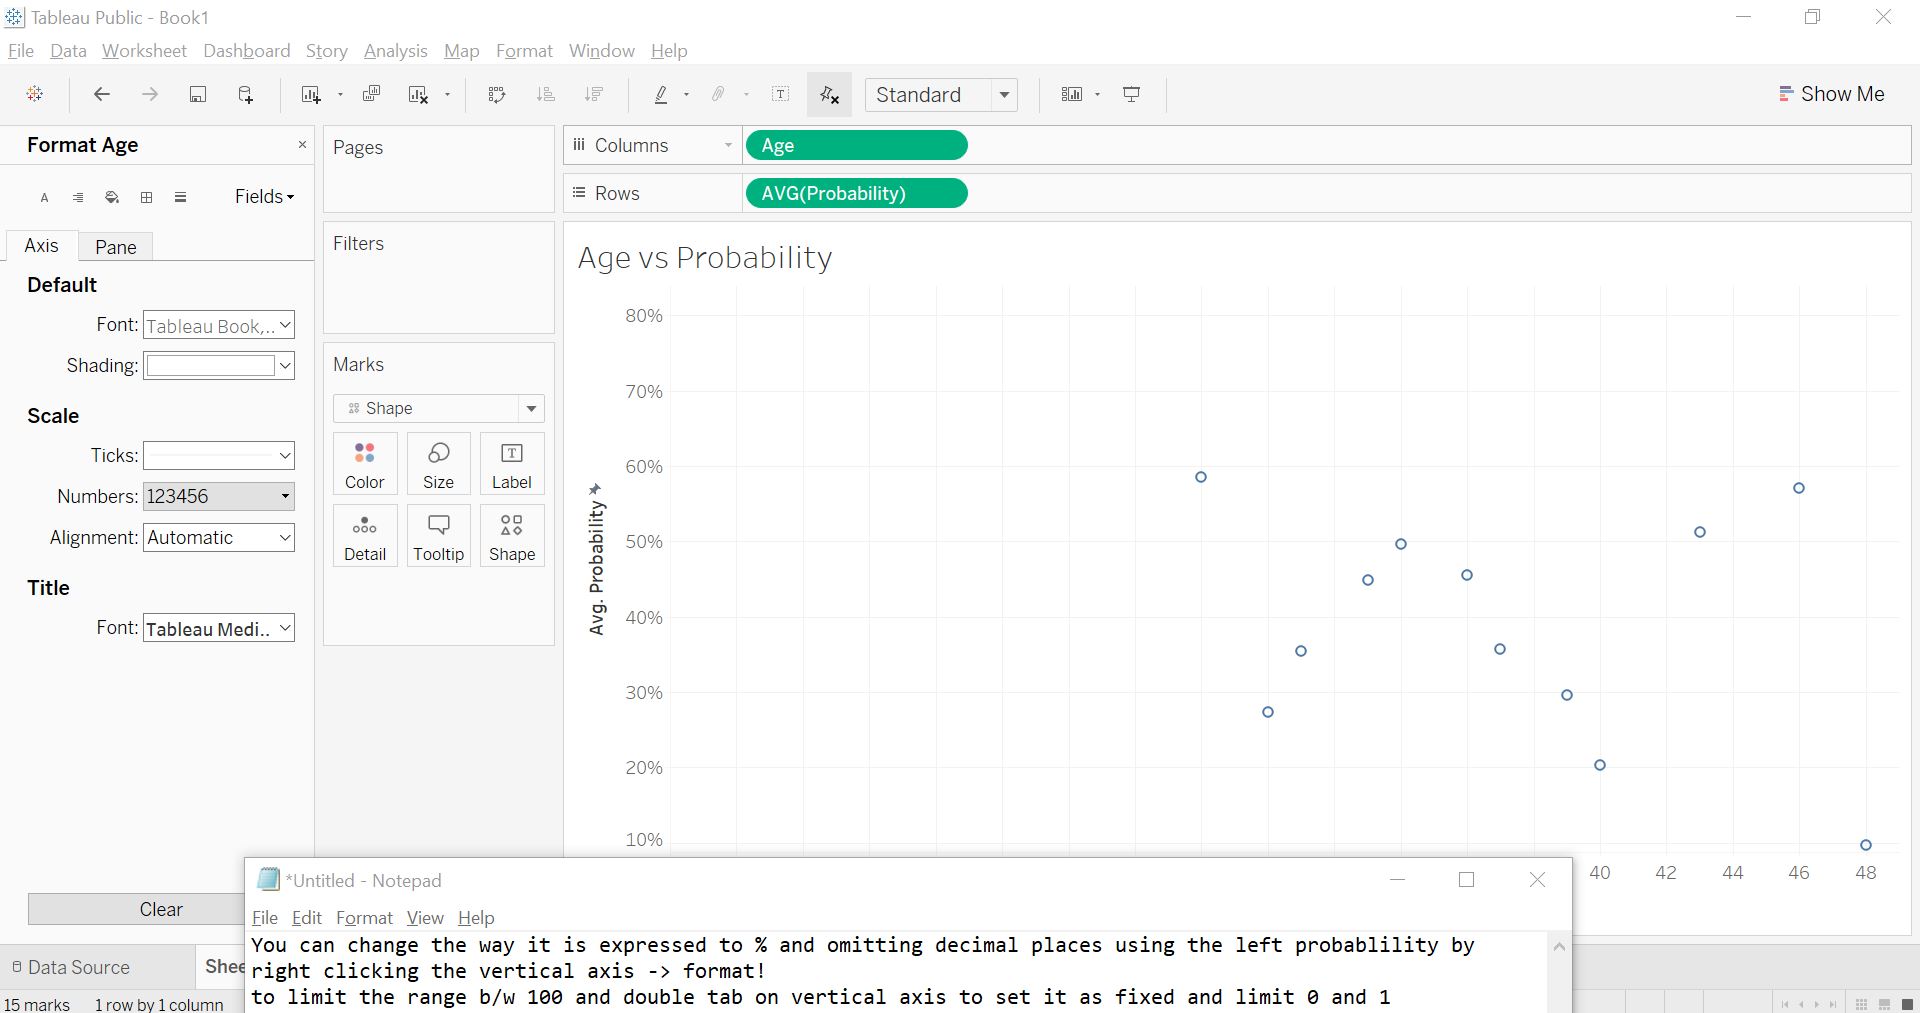 Tableau Public - Book1
File Data Worksheet Dashboard Story Analysis Map Format Window Help
Standard
Show Me
Format Age
Fields
Axis Pane
Default
Font: Tableau Book,..
Shading:
Scale
Ticks:
Numbers: 123456
Alignment: Automatic
Title
Font: Tableau Medi..
Clear
Pages
Filters
Marks
Shape
Color Size Label
Detail Tooltip Shape
Columns Age
Rows AVG(Probability)
Age vs Probability
80%
70%
60%
50%
40%
30%
20%
10%
Avg. Probability
40 42 44 46 48
*Untitled - Notepad
File Edit Format View Help
You can change the way it is expressed to % and omitting decimal places using the left probablility by
right clicking the vertical axis -> format!
to limit the range b/w 100 and double tab on vertical axis to set it as fixed and limit 0 and 1
Data Source Shee
15 marks 1 row by 1 column